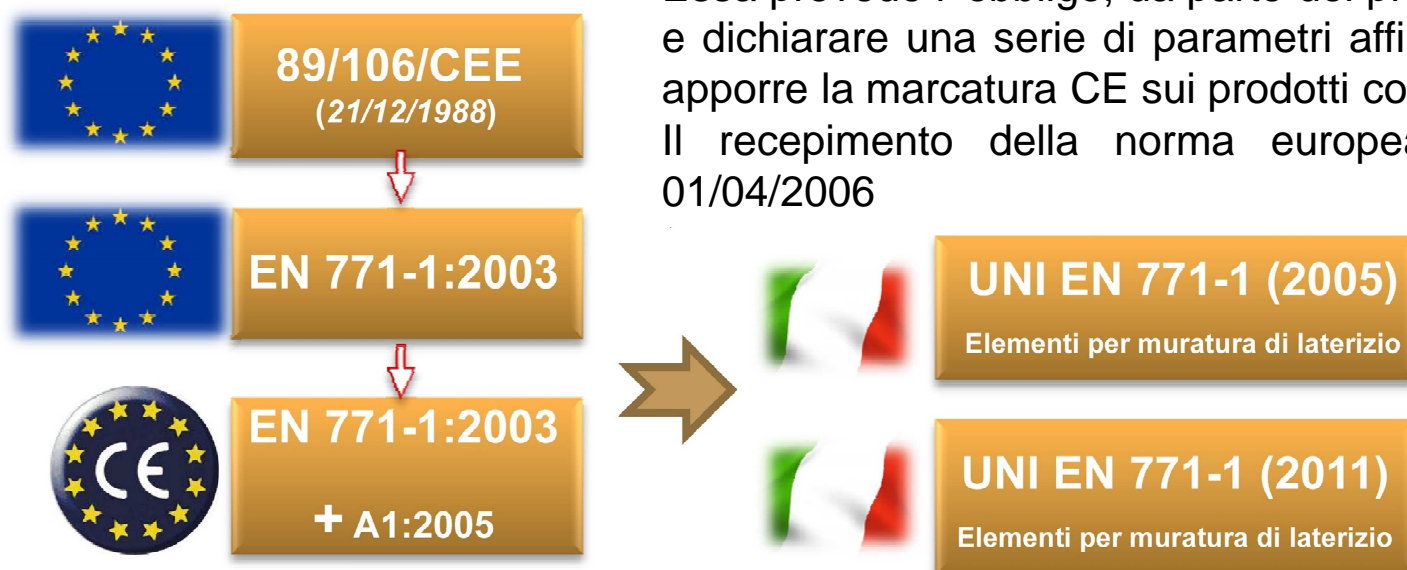 89/106/CEE
(21/12/1988)
EN 771-1:2003
CE
EN 771-1:2003
+ A1:2005
e dichiarare una serie di parametri affi
apporre la marcatura CE sui prodotti co
Il recepimento della norma europea
01/04/2006
UNI EN 771-1 (2005)
Elementi per muratura di laterizio
UNI EN 771-1 (2011)
Elementi per muratura di laterizio